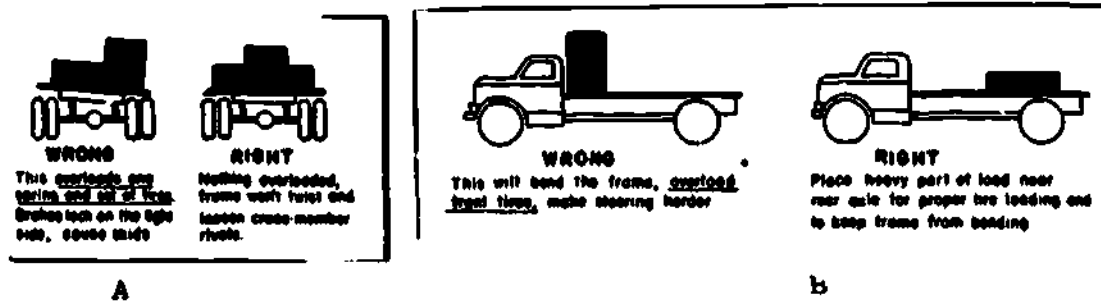 WRONG
This overloads one
spring and set of tires.
Brakes lock on the light
side, cause skids
RIGHT
Nothing overloaded,
frame won't twist and
loosen cross-member
rivets.
A
WRONG
This will bend the frame, overload
front tires, make steering harder
RIGHT
Place heavy part of load near
rear axle for proper tire loading and
to keep frame from bending
b